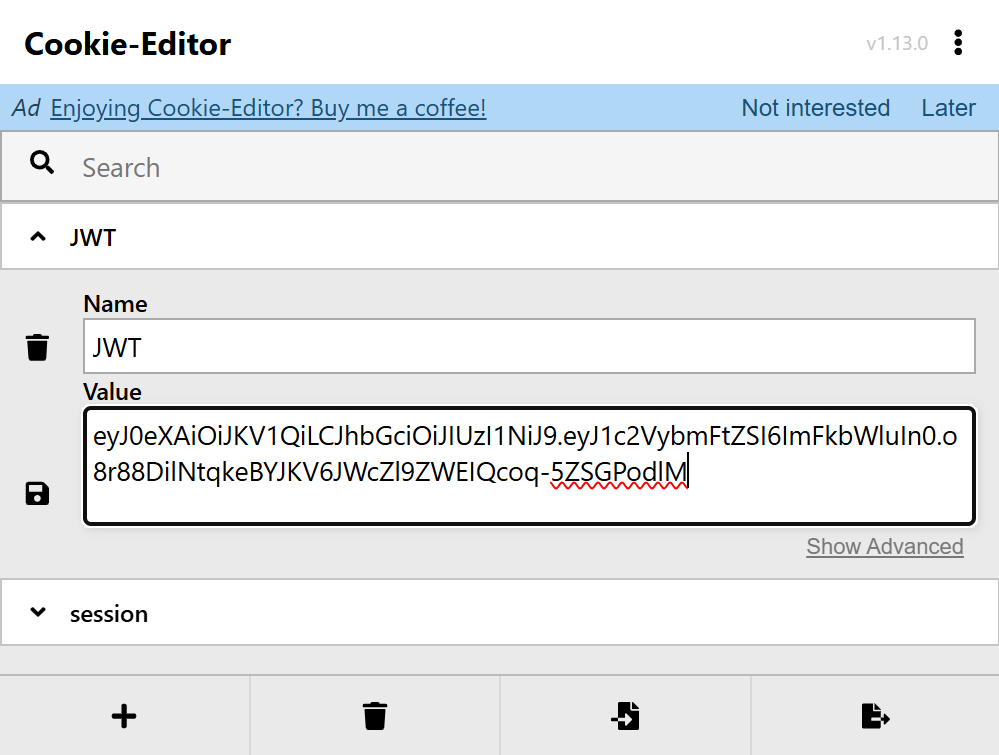 Cookie-Editor
v1.13.0
Ad Enjoying Cookie-Editor? Buy me a coffee!
Not interested
Later
Search
JWT
Name
JWT
Value
eyJ0eXAiOiJKV1QiLCJhbGciOiJIUzI1NiJ9.eyJ1c2VybmFtZSI6ImFkbWluIn0.o
8r88DilNtqkeBYJKV6JWcZl9ZWEIQcoq-5ZSGPodlM
Show Advanced
session